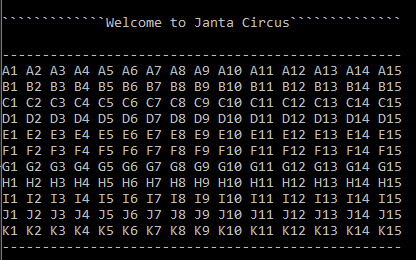 `````````````Welcome to Janta Circus``````````````
--------------------------------------------------
A1 A2 A3 A4 A5 A6 A7 A8 A9 A10 A11 A12 A13 A14 A15
B1 B2 B3 B4 B5 B6 B7 B8 B9 B10 B11 B12 B13 B14 B15
C1 C2 C3 C4 C5 C6 C7 C8 C9 C10 C11 C12 C13 C14 C15
D1 D2 D3 D4 D5 D6 D7 D8 D9 D10 D11 D12 D13 D14 D15
E1 E2 E3 E4 E5 E6 E7 E8 E9 E10 E11 E12 E13 E14 E15
F1 F2 F3 F4 F5 F6 F7 F8 F9 F10 F11 F12 F13 F14 F15
G1 G2 G3 G4 G5 G6 G7 G8 G9 G10 G11 G12 G13 G14 G15
H1 H2 H3 H4 H5 H6 H7 H8 H9 H10 H11 H12 H13 H14 H15
I1 I2 I3 I4 I5 I6 I7 I8 I9 I10 I11 I12 I13 I14 I15
J1 J2 J3 J4 J5 J6 J7 J8 J9 J10 J11 J12 J13 J14 J15
K1 K2 K3 K4 K5 K6 K7 K8 K9 K10 K11 K12 K13 K14 K15
--------------------------------------------------